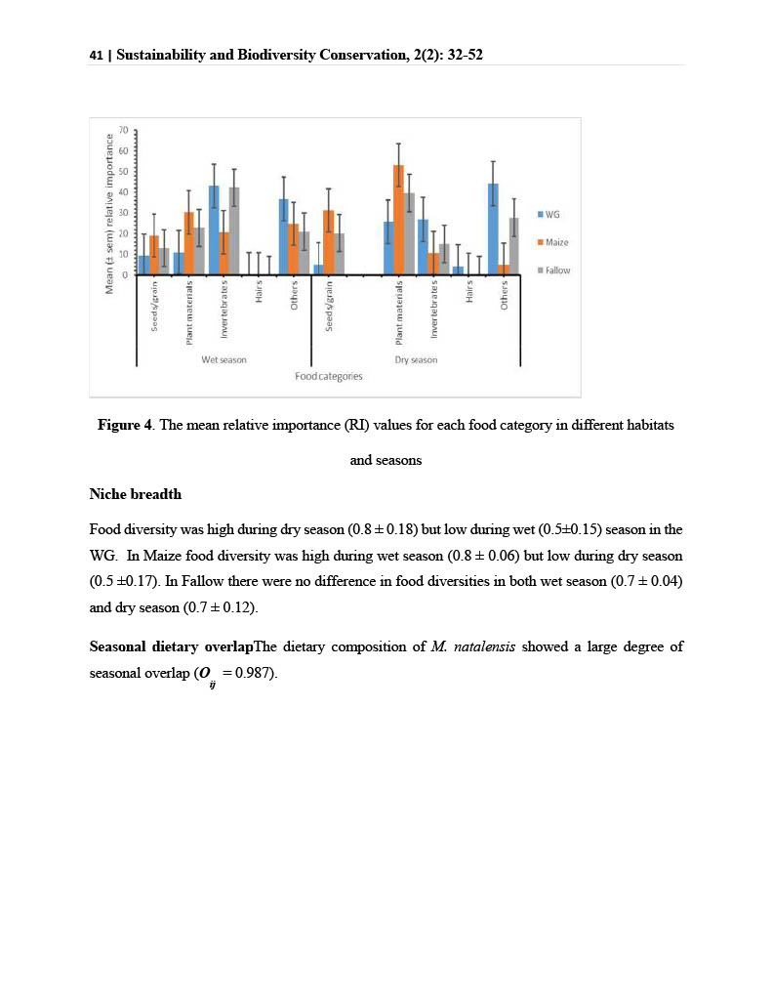 41 | Sustainability and Biodiversity Conservation, 2(2): 32-52
70
60
50
40
30
20
10
0
Mean (± sem) relative importance
Seeds/grain
Plant materials
Invertebrates
Hairs
Others
Seeds/grain
Plant materials
Invertebrates
Hairs
Others
Wet season
Dry season
Food categories
WG
Maize
Fallow
Figure 4. The mean relative importance (RI) values for each food category in different habitats
and seasons
Niche breadth
Food diversity was high during dry season (0.8 ± 0.18) but low during wet (0.5±0.15) season in the
WG. In Maize food diversity was high during wet season (0.8 ± 0.06) but low during dry season
(0.5 ±0.17). In Fallow there were no difference in food diversities in both wet season (0.7 ± 0.04)
and dry season (0.7 ± 0.12).
Seasonal dietary overlapThe dietary composition of M. natalensis showed a large degree of
seasonal overlap (O ij = 0.987).